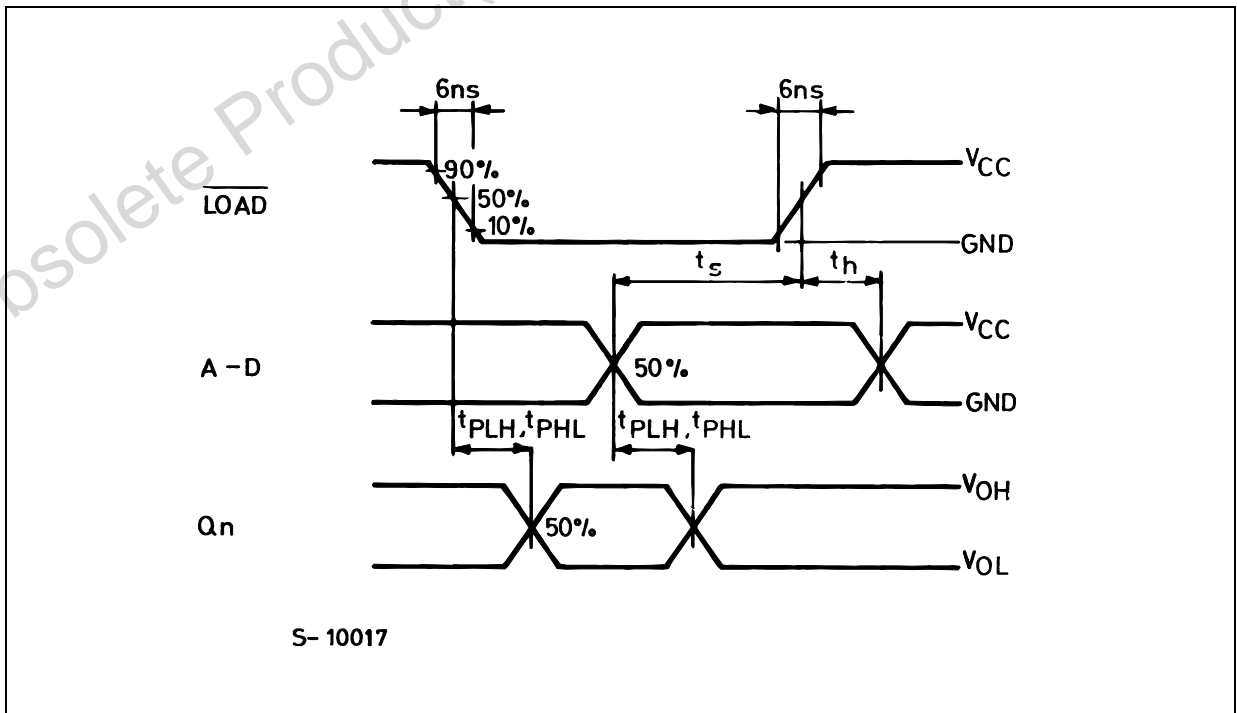 bsolete Product
6ns 6ns
90% VCC
LOAD 50%
10%
GND
ts th
VCC
A-D 50%
GND
tPLH,tPHL tPLH,tPHL
VOH
Qn 50%
VOL
S-10017